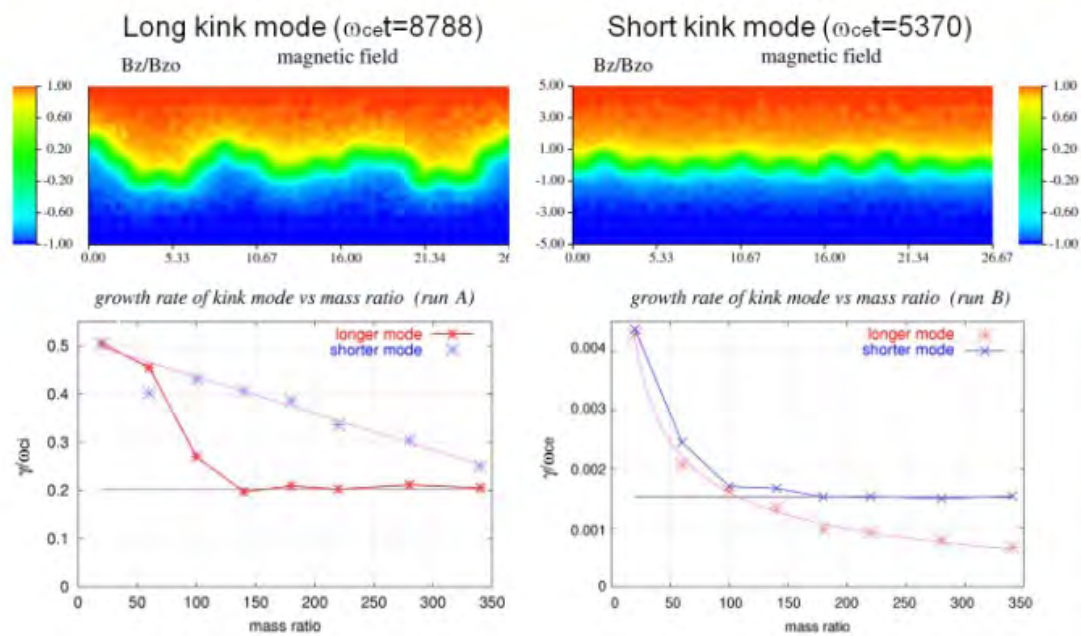 Long kink mode (ωcet=8788)
magnetic field
Bz/Bzo
1.00
0.60
0.20
-0.20
-0.60
-1.00
0.00 5.33 10.67 16.00 21.34 26
Short kink mode (ωcet=5370)
magnetic field
Bz/Bzo
5.00
3.00
1.00
-1.00
-3.00
-5.00
0.00 5.33 10.67 16.00 21.34 26.67
1.00
0.60
0.20
-0.20
-0.60
-1.00
growth rate of kink mode vs mass ratio (run A)
longer mode
shorter mode
γ/ωci
0.5
0.4
0.3
0.2
0.1
0
0 50 100 150 200 250 300 350
mass ratio
growth rate of kink mode vs mass ratio (run B)
longer mode
shorter mode
γ/ωce
0.004
0.003
0.002
0.001
0
0 50 100 150 200 250 300 350
mass ratio